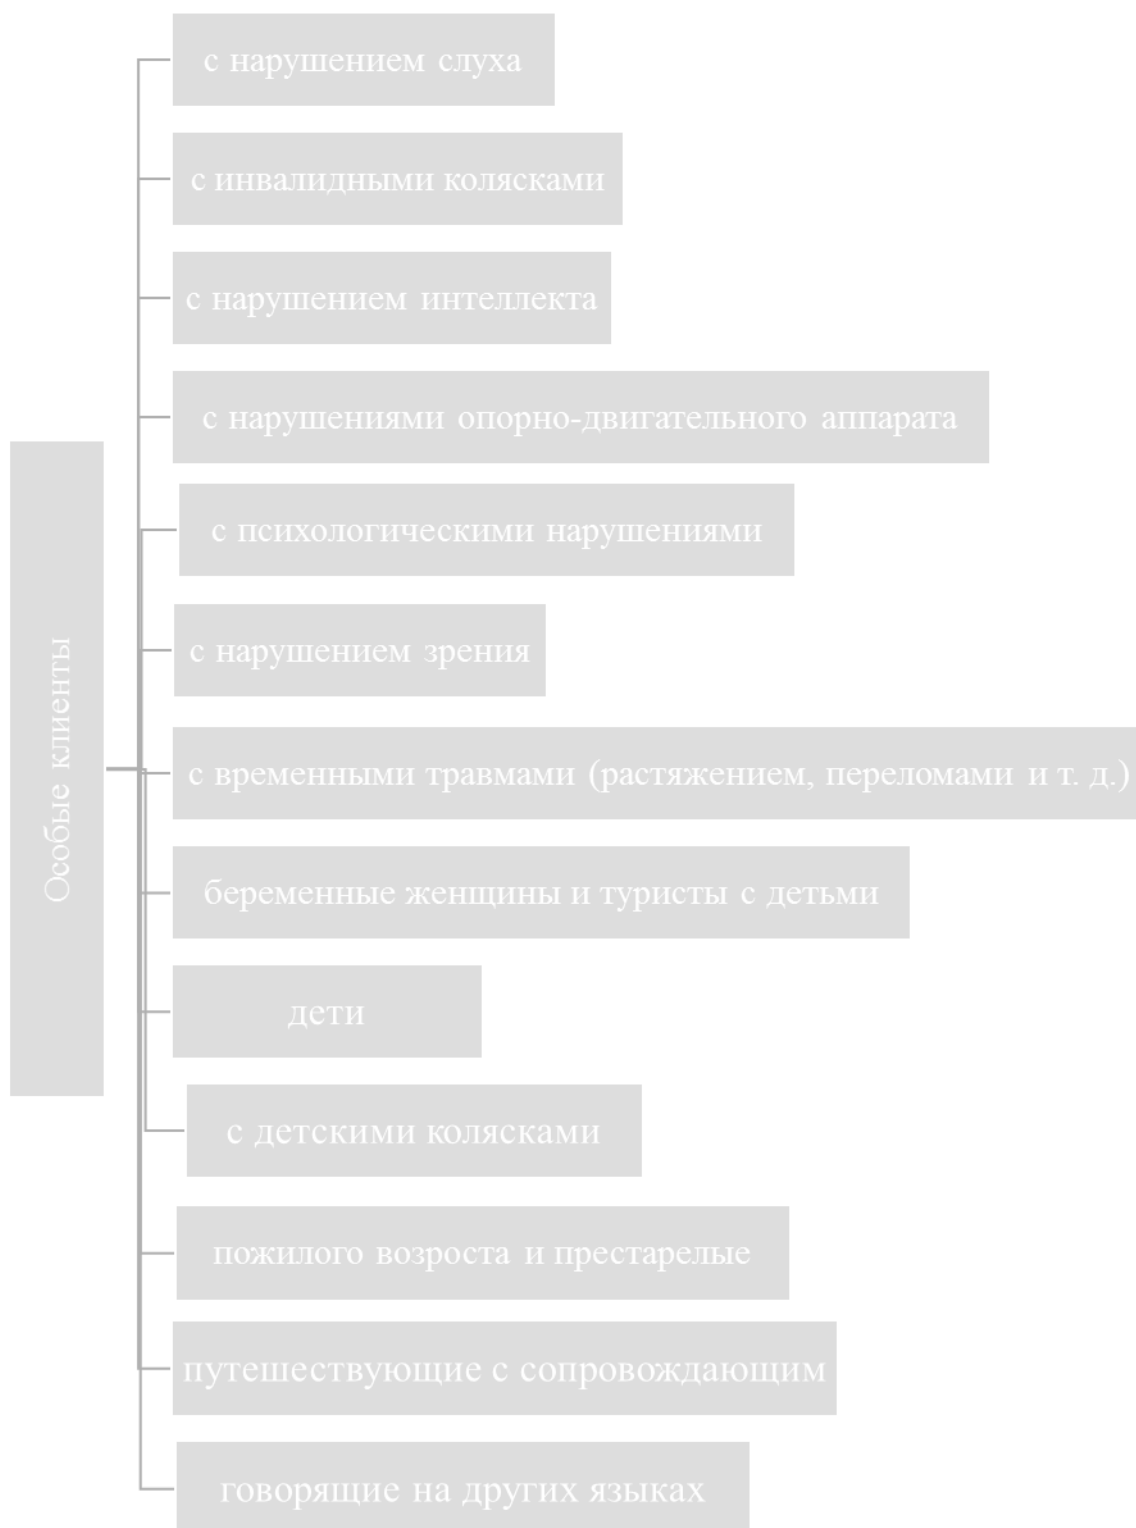 с нарушением слуха
с инвалидными колясками
с нарушением интеллекта
с нарушениями опорно-двигательного аппарата
с психологическими нарушениями
с нарушением зрения
Особые клиенты
с временными травмами (растяжением, переломами и т. д.)
беременные женщины и туристы с детьми
дети
с детскими колясками
пожилого возроста и престарелые
путешествующие с сопровождающим
говорящие на других языках